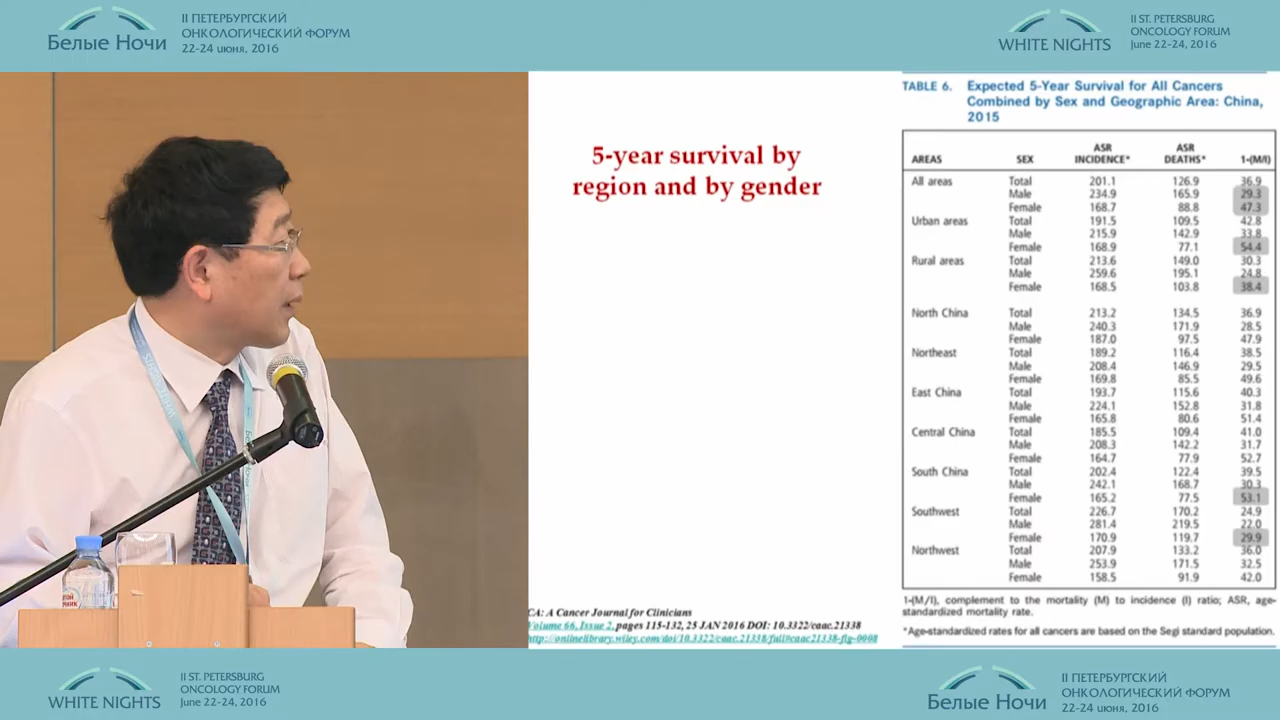 Белые Ночи
II ПЕТЕРБУРГСКИЙ
ОНКОЛОГИЧЕСКИЙ ФОРУМ
22-24 июня, 2016
WHITE NIGHTS
II ST. PETERSBURG
ONCOLOGY FORUM
June 22-24, 2016
5-year survival by
region and by gender
TABLE 6. Expected 5-Year Survival for All Cancers
Combined by Sex and Geographic Area: China,
2015
ASR ASR
AREAS SEX INCIDENCE* DEATHS* 1-(M/I)
All areas Total 201.1 126.9 36.9
Male 234.9 165.9 29.3
Female 168.7 88.8 47.3
Urban areas Total 191.5 109.5 42.8
Male 215.9 142.9 33.8
Female 168.9 77.1 54.4
Rural areas Total 213.6 149.0 30.3
Male 259.6 195.1 24.8
Female 168.5 103.8 38.4
North China Total 213.2 134.5 36.9
Male 240.3 171.9 28.5
Female 187.0 97.5 47.9
Northeast Total 189.2 116.4 38.5
Male 208.4 146.9 29.5
Female 169.8 85.5 49.6
East China Total 193.7 115.6 40.3
Male 224.1 152.8 31.8
Female 165.8 80.6 51.4
Central China Total 185.5 109.4 41.0
Male 208.3 142.2 31.7
Female 164.7 77.9 52.7
South China Total 202.4 122.4 39.5
Male 242.1 168.7 30.3
Female 165.2 77.5 53.1
Southwest Total 226.7 170.2 24.9
Male 281.4 219.5 22.0
Female 170.9 119.7 29.9
Northwest Total 207.9 133.2 36.0
Male 253.9 171.5 32.5
Female 158.5 91.9 42.0
1-(M/I), complement to the mortality (M) to incidence (I) ratio; ASR, age-
standardized mortality rate.
*Age-standardized rates for all cancers are based on the Segi standard population.
CA: A Cancer Journal for Clinicians
Volume 66, Issue 2, pages 115-132, 25 JAN 2016 DOI: 10.3322/caac.21338
http://onlinelibrary.wiley.com/doi/10.3322/caac.21338/full#caac21338-fig-0008
WHITE NIGHTS
II ST. PETERSBURG
ONCOLOGY FORUM
June 22-24, 2016
Белые Ночи
II ПЕТЕРБУРГСКИЙ
ОНКОЛОГИЧЕСКИЙ ФОРУМ
22-24 июня, 2016